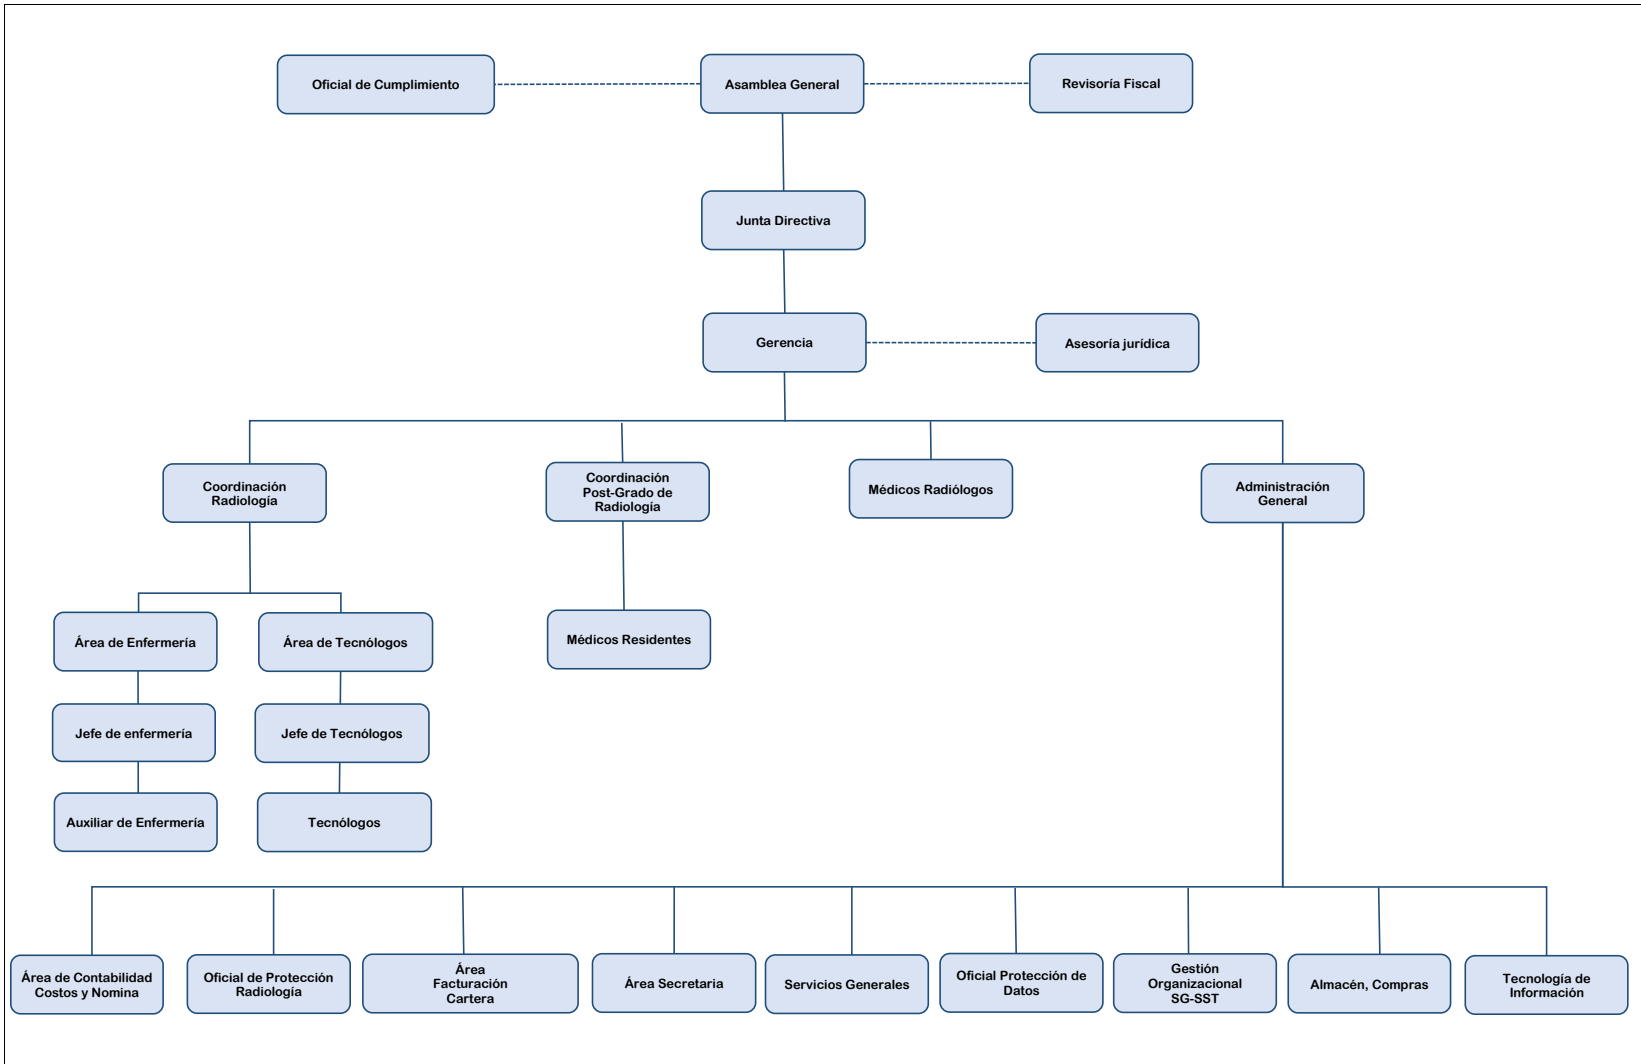 Oficial de Cumplimiento
Asamblea General
Revisoría Fiscal
Junta Directiva
Gerencia
Asesoría jurídica
Coordinación
Radiología
Coordinación
Post-Grado de
Radiología
Médicos Radiólogos
Administración
General
Área de Enfermería
Área de Tecnólogos
Médicos Residentes
Jefe de enfermería
Jefe de Tecnólogos
Auxiliar de Enfermería
Tecnólogos
Área de Contabilidad
Costos y Nomina
Oficial de Protección
Radiología
Área
Facturación
Cartera
Área Secretaria
Servicios Generales
Oficial Protección de
Datos
Gestión
Organizacional
SG-SST
Almacén, Compras
Tecnología de
Información